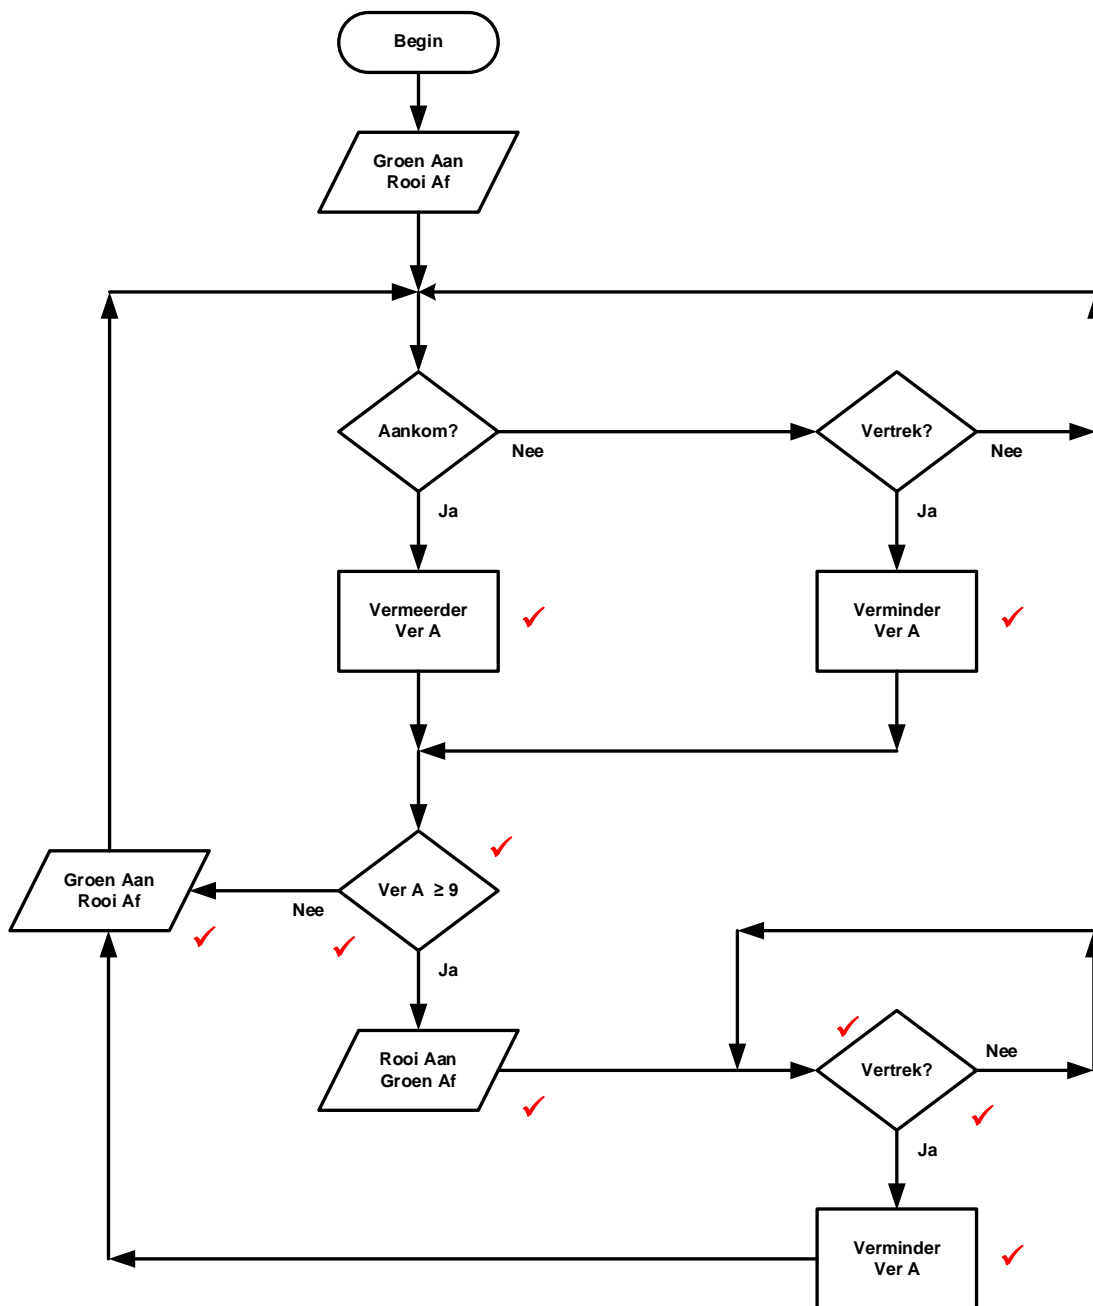 Begin
Groen Aan
Rooi Af
Aankom?
Nee
Vertrek?
Nee
Ja
Ja
Vermeerder
Ver A
Verminder
Ver A
Groen Aan
Rooi Af
Nee
Ver A ≥ 9
Ja
Rooi Aan
Groen Af
Vertrek?
Nee
Ja
Verminder
Ver A